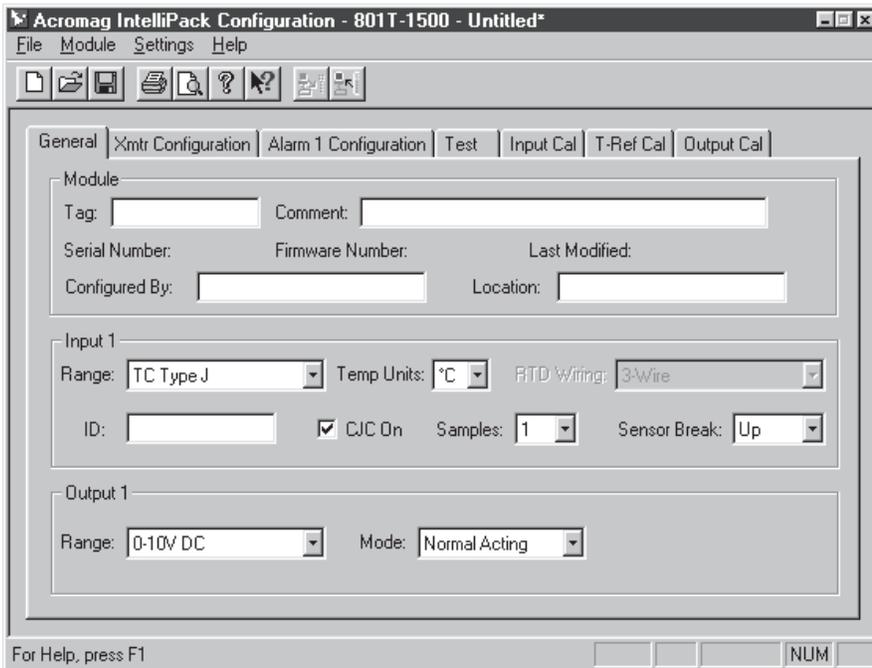 Acromag IntelliPack Configuration - 801T-1500 - Untitled*
File Module Settings Help
General Xmtr Configuration Alarm 1 Configuration Test Input Cal T-Ref Cal Output Cal
Module
Tag: Comment:
Serial Number: Firmware Number: Last Modified:
Configured By: Location:
Input 1
Range: TC Type J Temp Units: °C RTD Wiring: 3-Wire
ID: CJC On Samples: 1 Sensor Break: Up
Output 1
Range: 0-10V DC Mode: Normal Acting
For Help, press F1 NUM